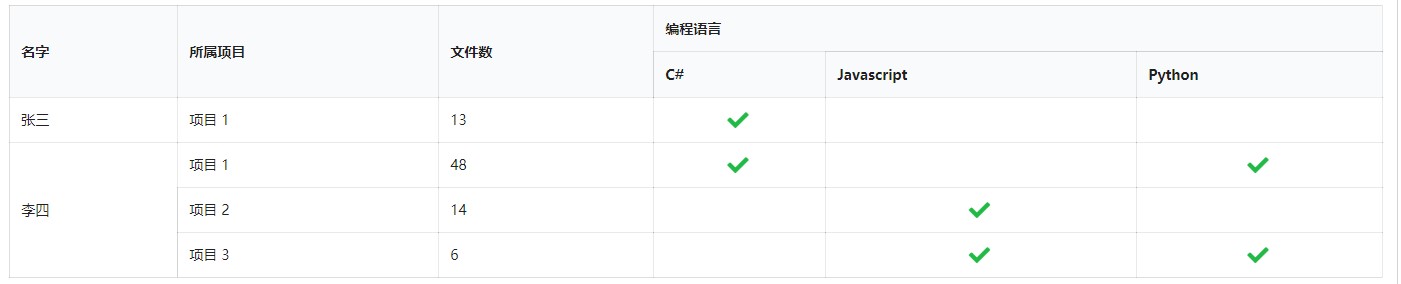 名字 所属项目 文件数 编程语言
C# Javascript Python
张三 项目 1 13 ✔
李四 项目 1 48 ✔ ✔
项目 2 14 ✔
项目 3 6 ✔ ✔